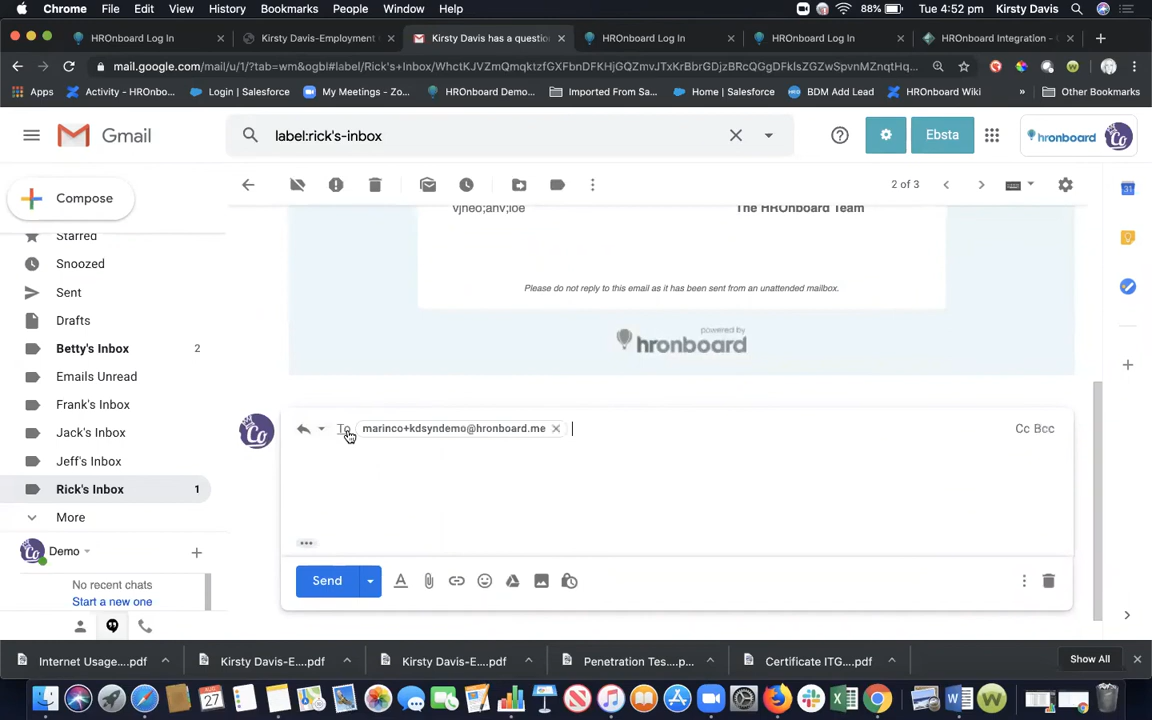 Chrome File Edit View History Bookmarks People Window Help 88% Tue 4:52 pm Kirsty Davis
HROnboard Log In Kirsty Davis-Employment Kirsty Davis has a questio HROnboard Log In HROnboard Log In HROnboard Integration -
mail.google.com/mail/u/1/?tab=wm&ogbl#label/Rick's+Inbox/
Apps Activity - HROnbo... Login | Salesforce My Meetings - Zo... HROnboard Demo... Imported From Sa... Home | Salesforce BDM Add Lead HROnboard Wiki » Other Bookmarks
Gmail label:rick's-inbox Ebsta hronboard Co
Compose 2 of 3
vjneo;anv;ioe The HROnboard Team
Starred
Snoozed
Sent
Please do not reply to this email as it has been sent from an unattended mailbox.
Drafts
powered by
hronboard
Betty's Inbox 2
Emails Unread
Frank's Inbox
Jack's Inbox
Co To marinco+kdsyndemo@hronboard.me Cc Bcc
Jeff's Inbox
Rick's Inbox 1
More
Co Demo
No recent chats
Start a new one
Send
Internet Usage....pdf Kirsty Davis-E....pdf Kirsty Davis-E....pdf Penetration Tes....p... Certificate ITG....pdf Show All